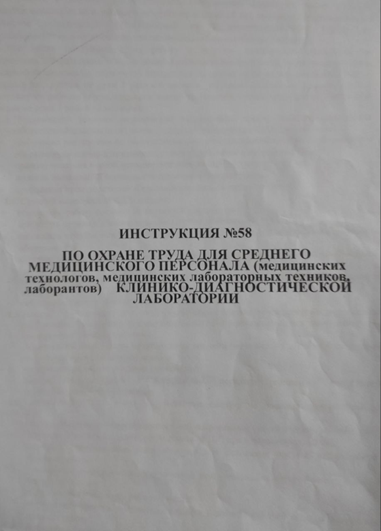 ИНСТРУКЦИЯ №58
ПО ОХРАНЕ ТРУДА ДЛЯ СРЕДНЕГО
МЕДИЦИНСКОГО ПЕРСОНАЛА (медицинских
технологов, медицинских лабораторных техников,
лаборантов) КЛИНИКО-ДИАГНОСТИЧЕСКОЙ
ЛАБОРАТОРИИ